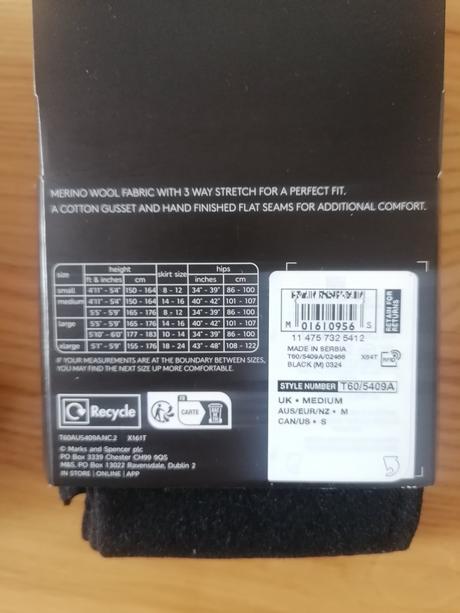 MERINO WOOL FABRIC WITH 3 WAY STRETCH FOR A PERFECT FIT.
A COTTON GUSSET AND HAND FINISHED FLAT SEAMS FOR ADDITIONAL COMFORT.
size height skirt size hips
ft & inches cm inches cm
small 4'11" - 5'4" 150 - 164 8 - 12 34" - 39" 86 - 100
medium 4'11" - 5'4" 150 - 164 14 - 16 40" - 42" 101 - 107
5'5" - 5'9" 165 - 176 8 - 12 34" - 39" 86 - 100
large 5'5" - 5'9" 165 - 176 14 - 16 40" - 42" 101 - 107
5'10" - 6'0" 177 - 183 10 - 14 34" - 39" 86 - 100
xlarge 5'1" - 5'9" 155 - 176 18 - 24 43" - 48" 108 - 122
IF YOUR MEASUREMENTS ARE AT THE BOUNDARY BETWEEN SIZES,
YOU MAY FIND THE NEXT SIZE UP MORE COMFORTABLE.
Recycle
FR
CARTE
T60AU5409A.NC.2 X161T
© Marks and Spencer plc
PO Box 3339 Chester CH99 9QS
M&S, PO Box 13022 Ravensdale, Dublin 2
IN STORE | ONLINE | APP
M 01610956 S
RETAIN FOR
RETURNS
11 475 732 5412
MADE IN SERBIA
T60/5409A/02466 X64T
RFID
BLACK (M) 0324
STYLE NUMBER T60/5409A
UK • MEDIUM
AUS/EUR/NZ • M
CAN/US • S